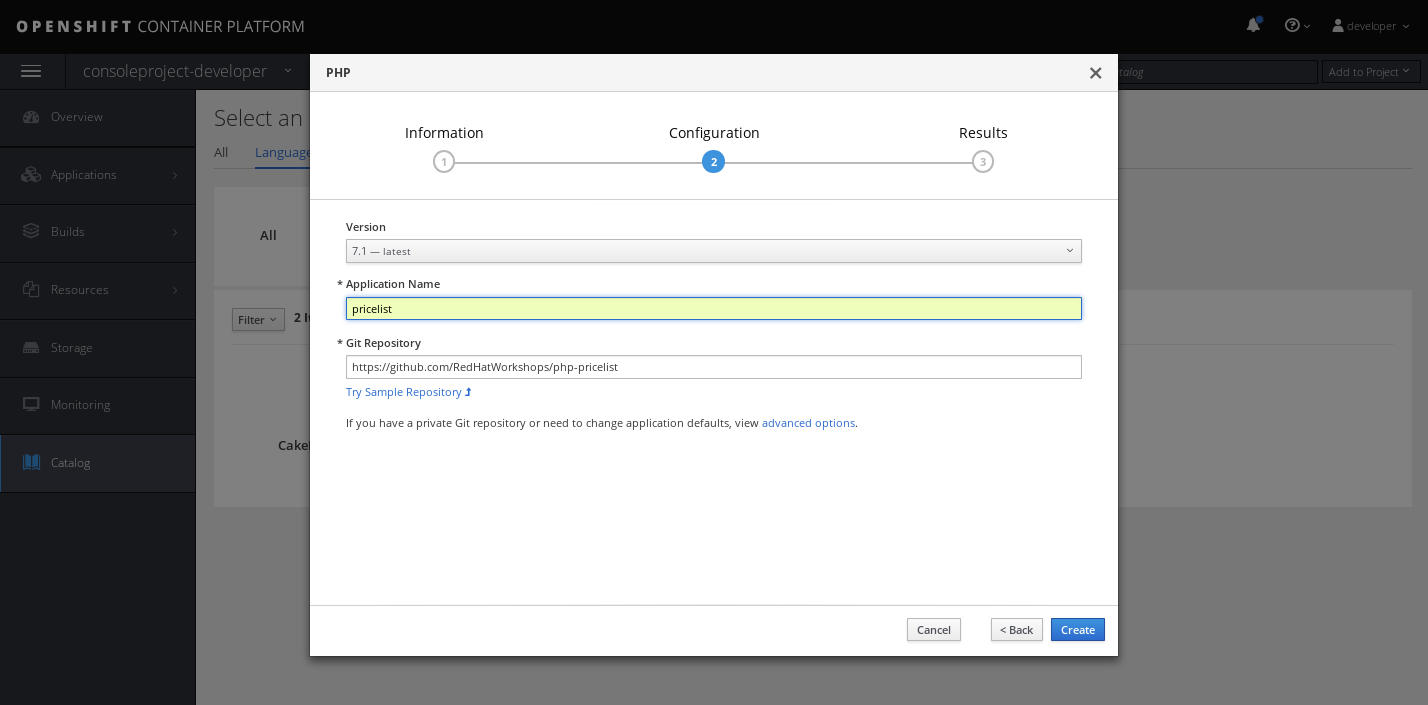 OPENSHIFT CONTAINER PLATFORM
developer
consoleproject-developer
Add to Project
Overview
Applications
Builds
Resources
Storage
Monitoring
Catalog
Select an
All
All
Filter
2
PHP
Information
Configuration
Results
1
2
3
Version
7.1 — latest
* Application Name
pricelist
* Git Repository
https://github.com/RedHatWorkshops/php-pricelist
Try Sample Repository
If you have a private Git repository or need to change application defaults, view advanced options.
Cancel
< Back
Create